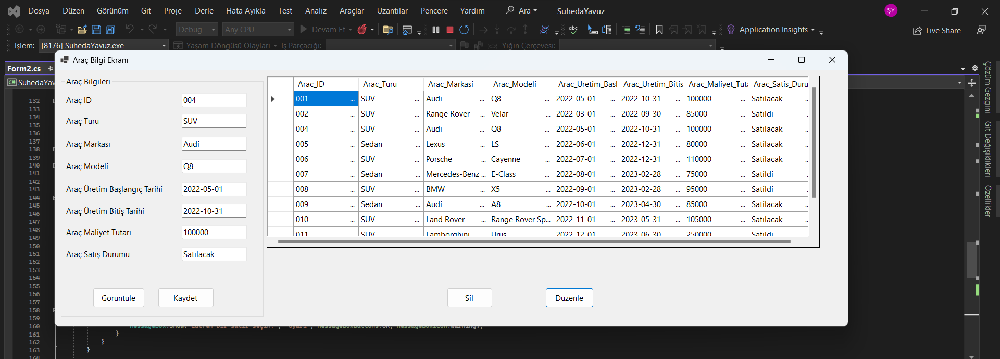 Dosya Düzen Görünüm Git Proje Derle Hata Ayıkla Test Analiz Araçlar Uzantılar Pencere Yardım Ara SuhedaYavuz ŞY
Debug Any CPU Devam Et abc Application Insights Live Share
İşlem: [8176] SuhedaYavuz.exe Yaşam Döngüsü Olayları İş Parçacığı: Yığın Çerçevesi:
Araç Bilgi Ekranı
Form2.cs
C# SuhedaYav
Araç Bilgileri
Araç ID 004
Araç Türü SUV
Araç Markası Audi
Araç Modeli Q8
Araç Üretim Başlangıç Tarihi 2022-05-01
Araç Üretim Bitiş Tarihi 2022-10-31
Araç Maliyet Tutarı 100000
Araç Satış Durumu Satılacak
Görüntüle Kaydet
Arac_ID Arac_Turu Arac_Markasi Arac_Modeli Arac_Uretim_Basl Arac_Uretim_Bitis Arac_Maliyet_Tuta Arac_Satis_Duru
001 ... SUV ... Audi ... Q8 ... 2022-05-01 ... 2022-10-31 ... 100000 ... Satılacak .
002 ... SUV ... Range Rover ... Velar ... 2022-03-01 ... 2022-09-30 ... 85000 ... Satildi .
004 ... SUV ... Audi ... Q8 ... 2022-05-01 ... 2022-10-31 ... 100000 ... Satılacak .
005 ... Sedan ... Lexus ... LS ... 2022-06-01 ... 2022-12-31 ... 80000 ... Satılacak .
006 ... SUV ... Porsche ... Cayenne ... 2022-07-01 ... 2022-12-31 ... 110000 ... Satılacak .
007 ... Sedan ... Mercedes-Benz ... E-Class ... 2022-08-01 ... 2023-02-28 ... 75000 ... Satildi .
008 ... SUV ... BMW ... X5 ... 2022-09-01 ... 2023-02-28 ... 95000 ... Satildi .
009 ... Sedan ... Audi ... A8 ... 2022-10-01 ... 2023-04-30 ... 85000 ... Satılacak .
010 ... SUV ... Land Rover ... Range Rover Sp... 2022-11-01 ... 2023-05-31 ... 105000 ... Satılacak .
011 SUV Lamborghini Urus 2022-12-01 2023-06-30 250000 Satıldı
Sil Düzenle
132
133
134
135
136
137
138
139
140
141
142
143
144
145
146
147
148
149
150
151
152
153
154
155
156
157
158
159
160
161 }
162 }
163 }
164
Çözüm Gezgini
Git Değişiklikleri
Özellikler